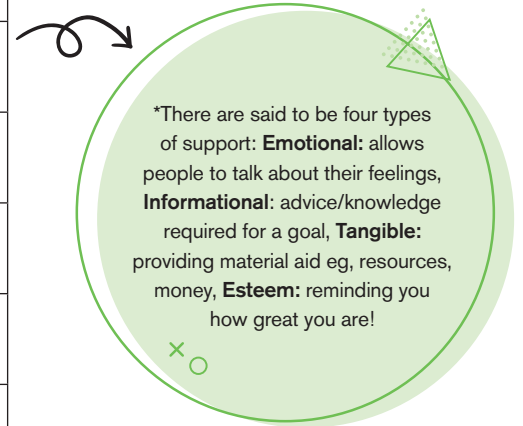 *There are said to be four types
of support: Emotional: allows
people to talk about their feelings,
Informational: advice/knowledge
required for a goal, Tangible:
providing material aid eg, resources,
money, Esteem: reminding you
how great you are!